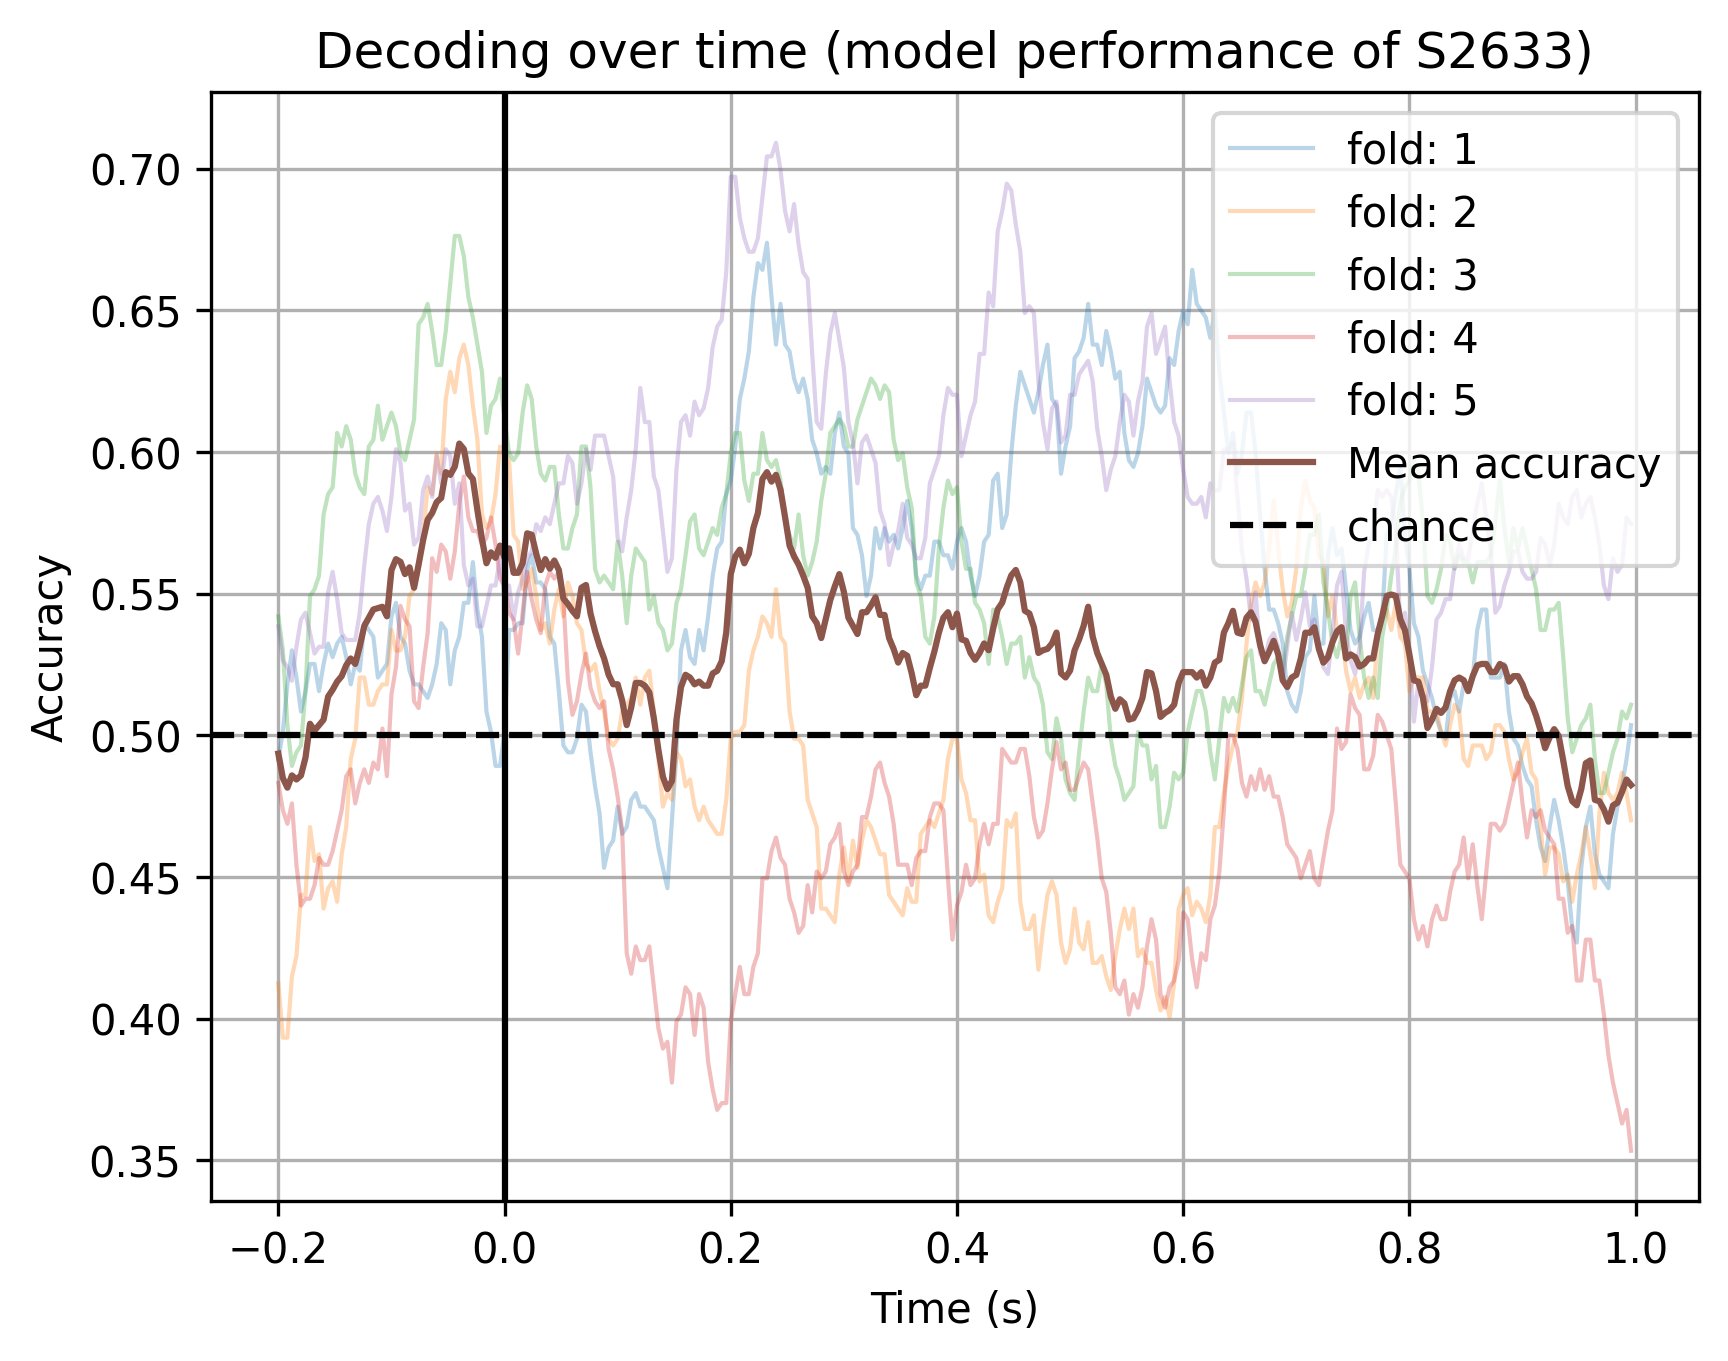 Decoding over time (model performance of S2633)
fold: 1
fold: 2
fold: 3
fold: 4
fold: 5
Mean accuracy
chance
Accuracy
0.70
0.65
0.60
0.55
0.50
0.45
0.40
0.35
−0.2
0.0
0.2
0.4
0.6
0.8
1.0
Time (s)